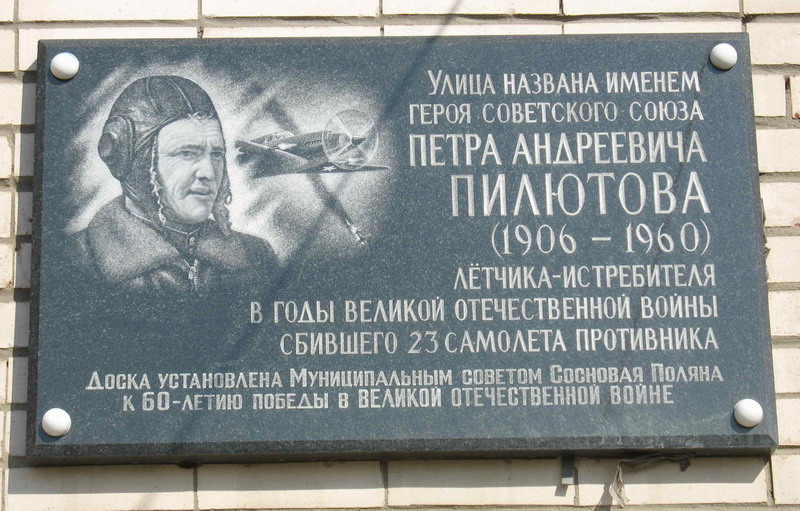 Улица названа именем
героя Советского Союза
Петра Андреевича
ПИЛЮТОВА
(1906 – 1960)
лётчика-истребителя
в годы Великой Отечественной войны
сбившего 23 самолета противника
Доска установлена Муниципальным советом Сосновая Поляна
к 60-летию победы в Великой Отечественной войне